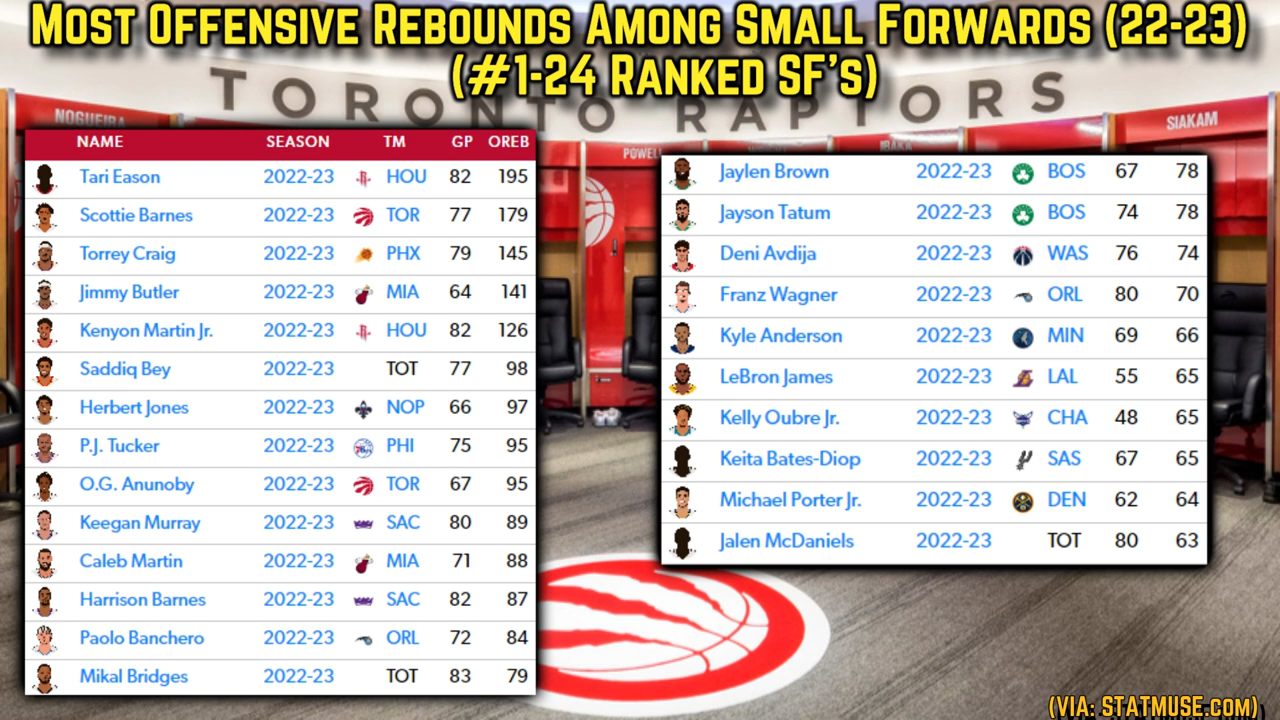 Most Offensive Rebounds Among Small Forwards (22-23)
(#1-24 Ranked SF's)
TORONTO RAPTORS
NOGUEIRA
POWELL
IBAKA
SIAKAM
NAME SEASON TM GP OREB
Tari Eason 2022-23 HOU 82 195
Scottie Barnes 2022-23 TOR 77 179
Torrey Craig 2022-23 PHX 79 145
Jimmy Butler 2022-23 MIA 64 141
Kenyon Martin Jr. 2022-23 HOU 82 126
Saddiq Bey 2022-23 TOT 77 98
Herbert Jones 2022-23 NOP 66 97
P.J. Tucker 2022-23 PHI 75 95
O.G. Anunoby 2022-23 TOR 67 95
Keegan Murray 2022-23 SAC 80 89
Caleb Martin 2022-23 MIA 71 88
Harrison Barnes 2022-23 SAC 82 87
Paolo Banchero 2022-23 ORL 72 84
Mikal Bridges 2022-23 TOT 83 79
Jaylen Brown 2022-23 BOS 67 78
Jayson Tatum 2022-23 BOS 74 78
Deni Avdija 2022-23 WAS 76 74
Franz Wagner 2022-23 ORL 80 70
Kyle Anderson 2022-23 MIN 69 66
LeBron James 2022-23 LAL 55 65
Kelly Oubre Jr. 2022-23 CHA 48 65
Keita Bates-Diop 2022-23 SAS 67 65
Michael Porter Jr. 2022-23 DEN 62 64
Jalen McDaniels 2022-23 TOT 80 63
(VIA: STATMUSE.COM)